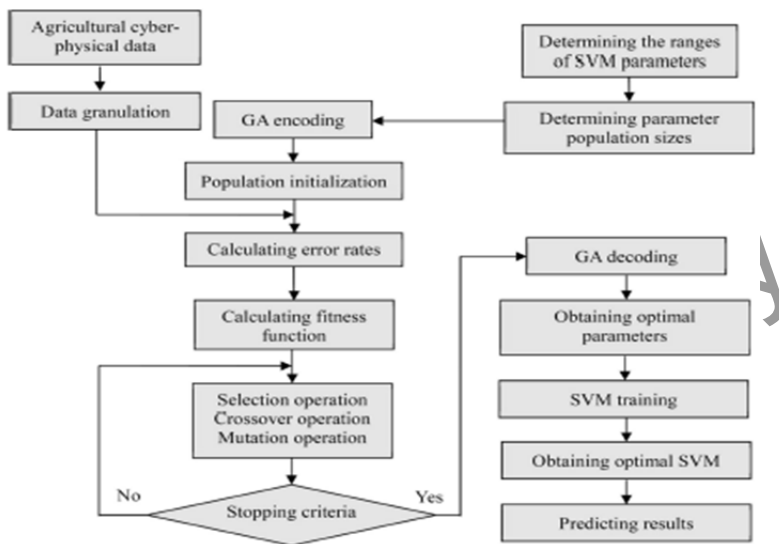 Agricultural cyber-
physical data
Data granulation
Determining the ranges
of SVM parameters
Determining parameter
population sizes
GA encoding
Population initialization
Calculating error rates
Calculating fitness
function
Selection operation
Crossover operation
Mutation operation
Stopping criteria
No
Yes
GA decoding
Obtaining optimal
parameters
SVM training
Obtaining optimal SVM
Predicting results